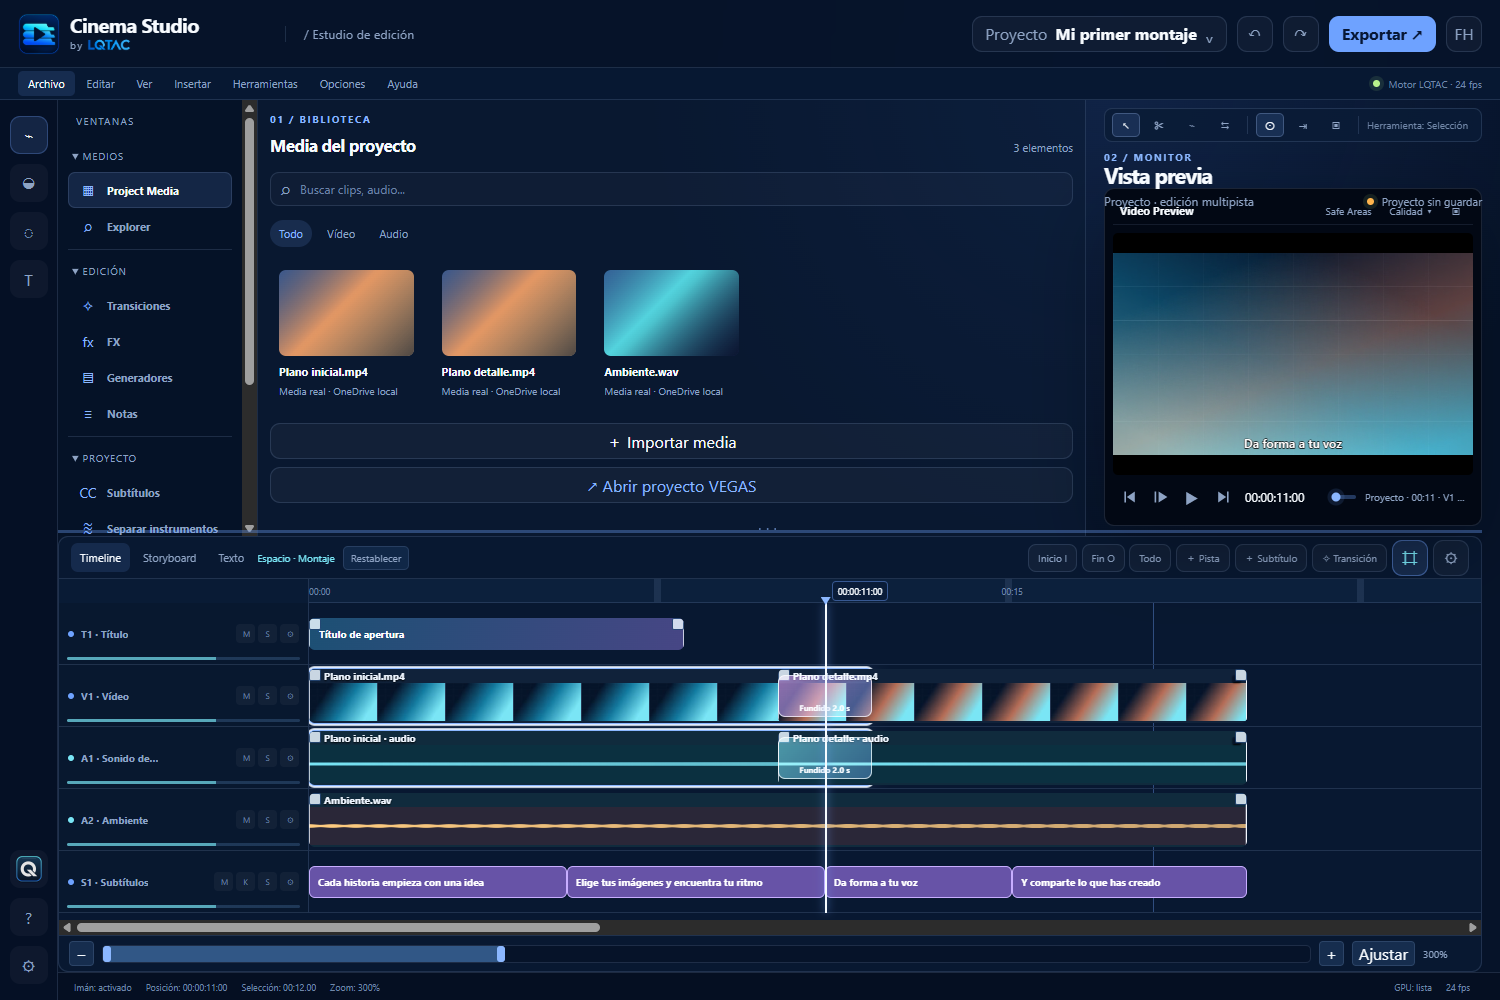 Cinema Studio
by LQTAC
/ Estudio de edición
Proyecto Mi primer montaje
Exportar ↗
FH
Archivo Editar Ver Insertar Herramientas Opciones Ayuda
Motor LQTAC · 24 fps
VENTANAS
▼ MEDIOS
Project Media
Explorer
▼ EDICIÓN
Transiciones
fx FX
Generadores
Notas
▼ PROYECTO
CC Subtítulos
Separar instrumentos
T
Q
?
01 / BIBLIOTECA
Media del proyecto
3 elementos
Buscar clips, audio...
Todo Vídeo Audio
Plano inicial.mp4
Media real · OneDrive local
Plano detalle.mp4
Media real · OneDrive local
Ambiente.wav
Media real · OneDrive local
+ Importar media
↗ Abrir proyecto VEGAS
Herramienta: Selección
02 / MONITOR
Vista previa
Proyecto · edición multipista
Proyecto sin guardar
Video Preview
Safe Areas Calidad ▾
Da forma a tu voz
00:00:11:00
Proyecto · 00:11 · V1 ...
Timeline Storyboard Texto Espacio · Montaje Restablecer
Inicio I Fin O Todo + Pista + Subtítulo ✧ Transición
00:00
00:00:11:00
00:15
T1 · Título
M S
Título de apertura
V1 · Vídeo
M S
Plano inicial.mp4
Plano detalle.mp4
Fundido 2.0 s
A1 · Sonido de...
M S
Plano inicial · audio
Plano detalle · audio
Fundido 2.0 s
A2 · Ambiente
M S
Ambiente.wav
S1 · Subtítulos
M K S
Cada historia empieza con una idea
Elige tus imágenes y encuentra tu ritmo
Da forma a tu voz
Y comparte lo que has creado
− + Ajustar 300%
Imán: activado Posición: 00:00:11:00 Selección: 00:12.00 Zoom: 300%
GPU: lista 24 fps